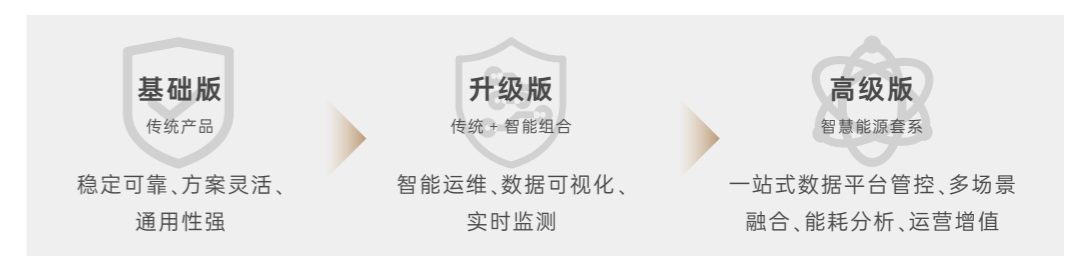 基础版
传统产品
稳定可靠、方案灵活、
通用性强
升级版
传统 + 智能组合
智能运维、数据可视化、
实时监测
高级版
智慧能源套系
一站式数据平台管控、多场景
融合、能耗分析、运营增值